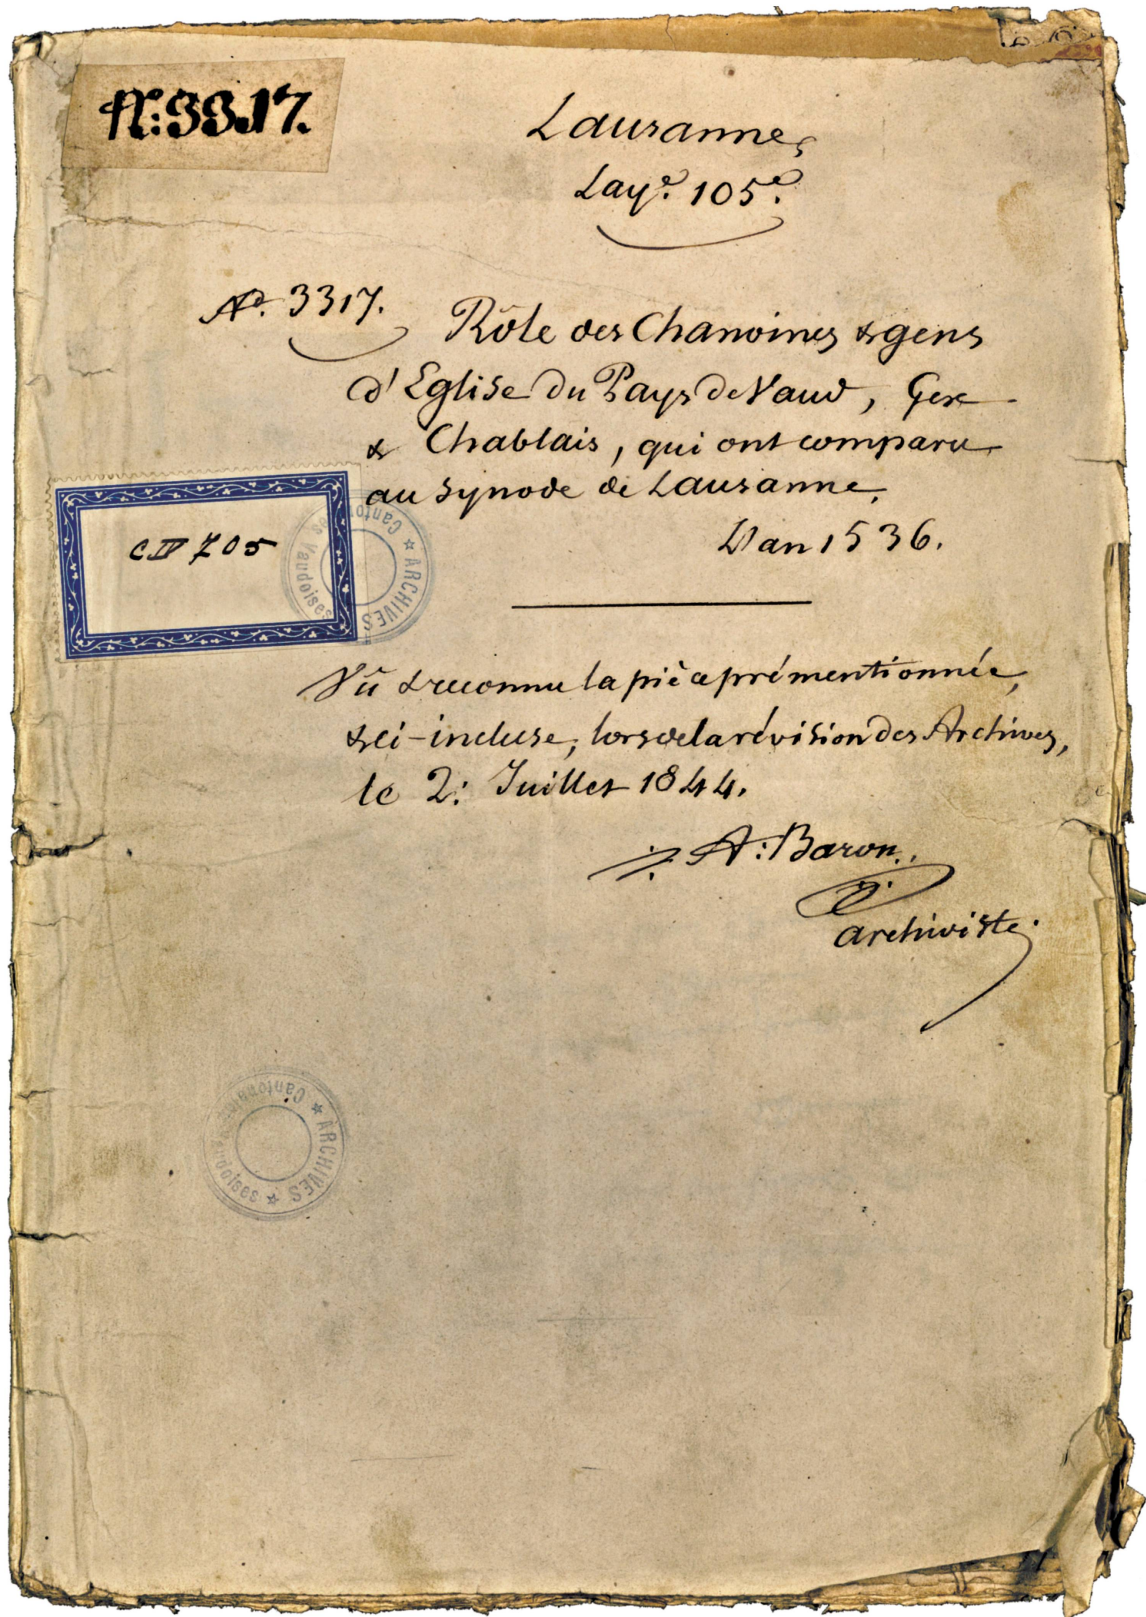 N.º: 3317.
Lausanne,
Layᵉ. 105ᵉ.
Nº. 3317.
Rôle des Chanoines & gens
d'Eglise du Pays de Vaud, Gex
& Chablais, qui ont comparu
au Synode de Lausanne.
L'an 1536.
C IV 705
ARCHIVES ★ Cantonales Vaudoises
Vû & reconnu la pièce prémentionnée,
& ci-incluse, lors de la révision des Archives,
le 2: Juillet 1844.
A: Baron.
archiviste.
★ ARCHIVES ★ Cantonales Vaudoises